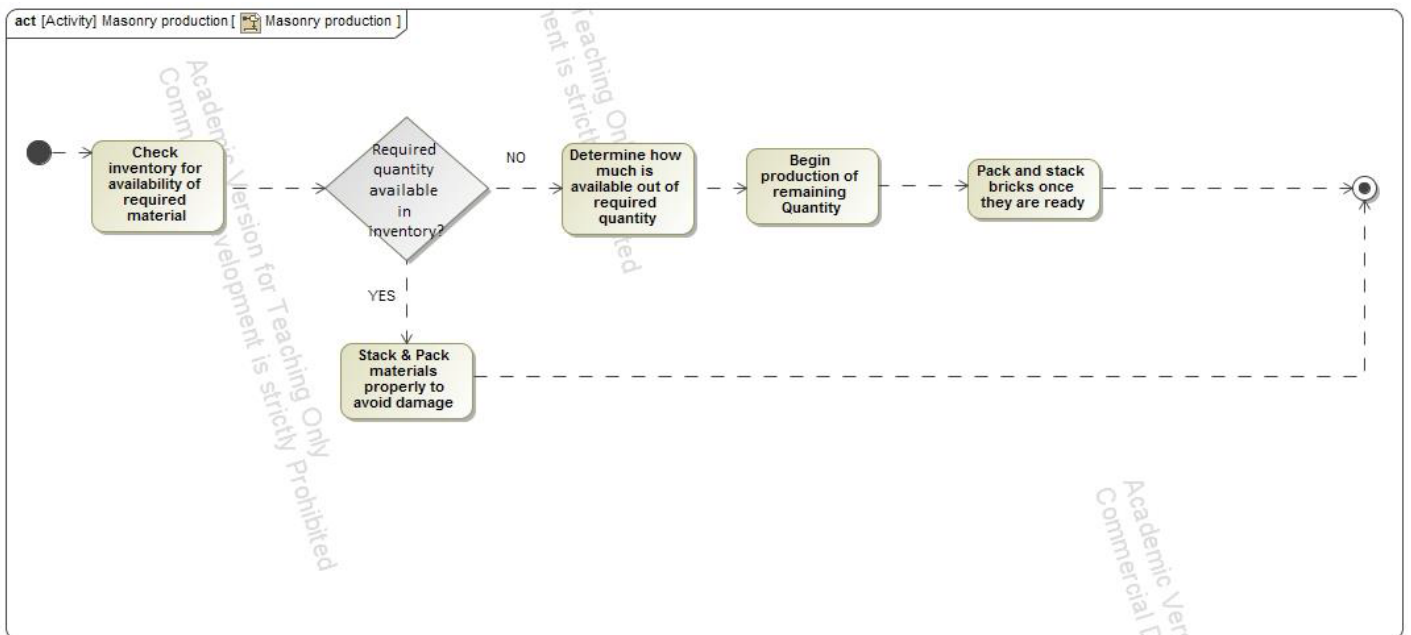 act [Activity] Masonry production [ Masonry production ]
Check
inventory for
availability of
required
material
Required
quantity
available
in
inventory?
NO
Determine how
much is
available out of
required
quantity
Begin
production of
remaining
Quantity
Pack and stack
bricks once
they are ready
YES
Stack & Pack
materials
properly to
avoid damage
Academic Version for Teaching Only
Development is strictly Prohibited
Teaching Only
Academic
Commercial